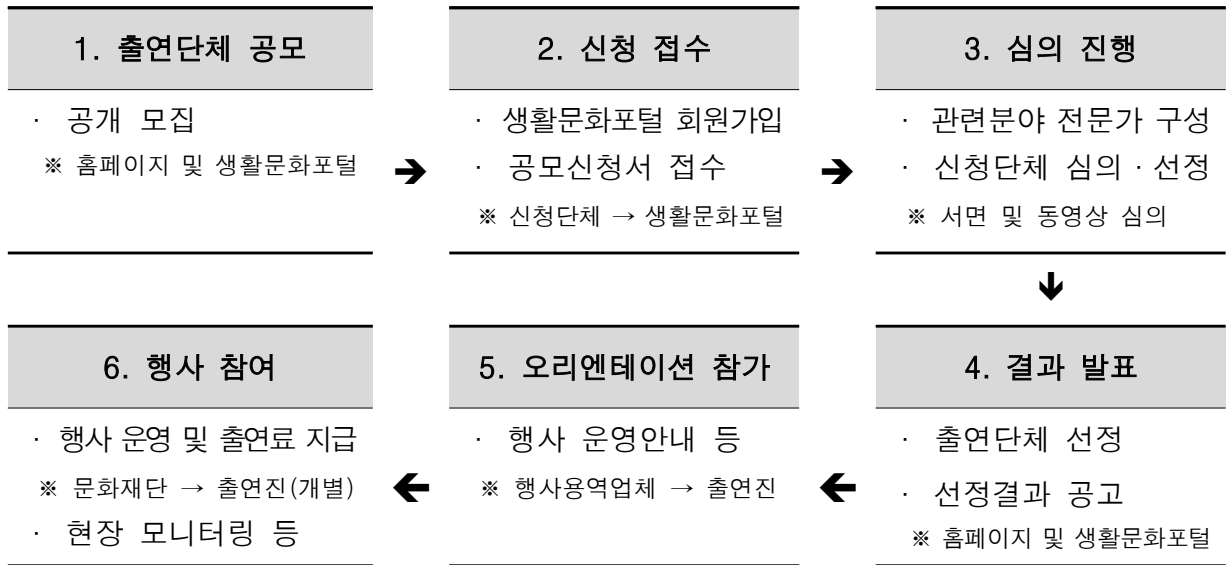 1. 출연단체 공모
· 공개 모집
※ 홈페이지 및 생활문화포털
➔
2. 신청 접수
· 생활문화포털 회원가입
· 공모신청서 접수
※ 신청단체 → 생활문화포털
➔
3. 심의 진행
· 관련분야 전문가 구성
· 신청단체 심의 · 선정
※ 서면 및 동영상 심의
🡻
4. 결과 발표
· 출연단체 선정
· 선정결과 공고
※ 홈페이지 및 생활문화포털
🡸
5. 오리엔테이션 참가
· 행사 운영안내 등
※ 행사용역업체 → 출연진
🡸
6. 행사 참여
· 행사 운영 및 출연료 지급
※ 문화재단 → 출연진(개별)
· 현장 모니터링 등